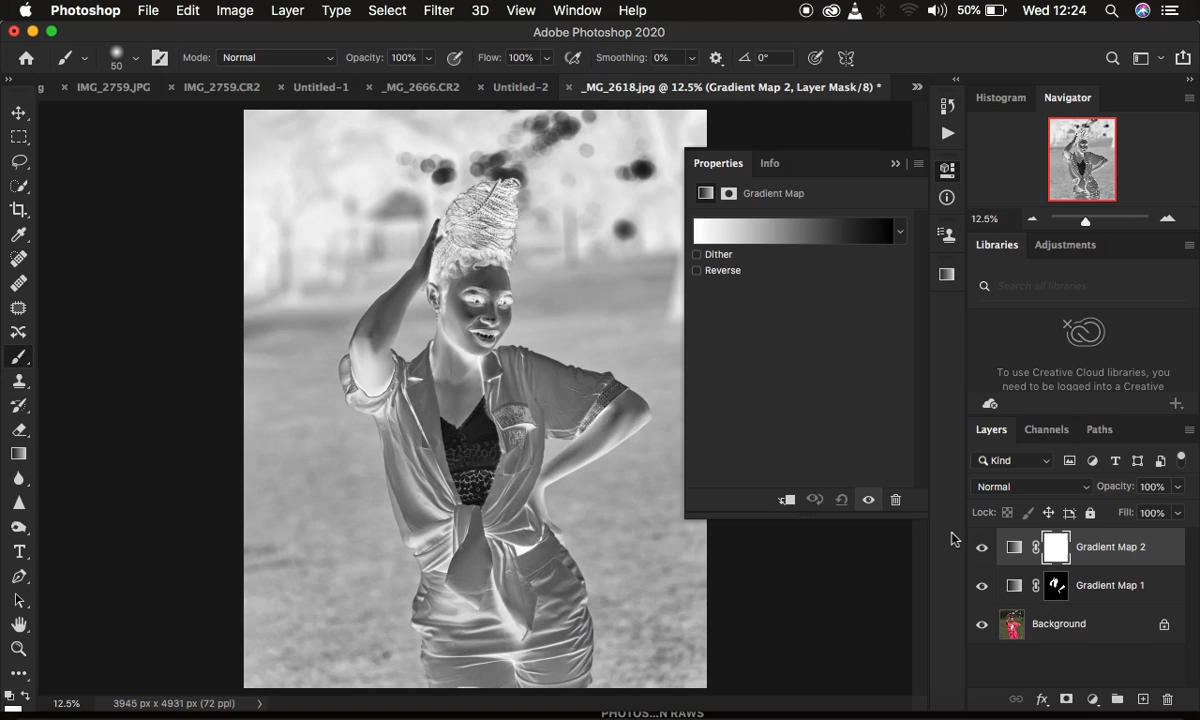 Photoshop File Edit Image Layer Type Select Filter 3D View Window Help 50% Wed 12:24
Adobe Photoshop 2020
50 Mode: Normal Opacity: 100% Flow: 100% Smoothing: 0% 0°
g × IMG_2759.JPG × IMG_2759.CR2 × Untitled-1 × _MG_2666.CR2 × Untitled-2 × _MG_2618.jpg @ 12.5% (Gradient Map 2, Layer Mask/8) *
Histogram Navigator
Properties Info
Gradient Map
12.5%
Libraries Adjustments
Dither
Reverse
Search all libraries
To use Creative Cloud libraries, you
need to be logged into a Creative
Layers Channels Paths
Kind
Normal Opacity: 100%
Lock: Fill: 100%
Gradient Map 2
Gradient Map 1
Background
12.5% 3945 px x 4931 px (72 ppi)
PHOTOS...N RAWS